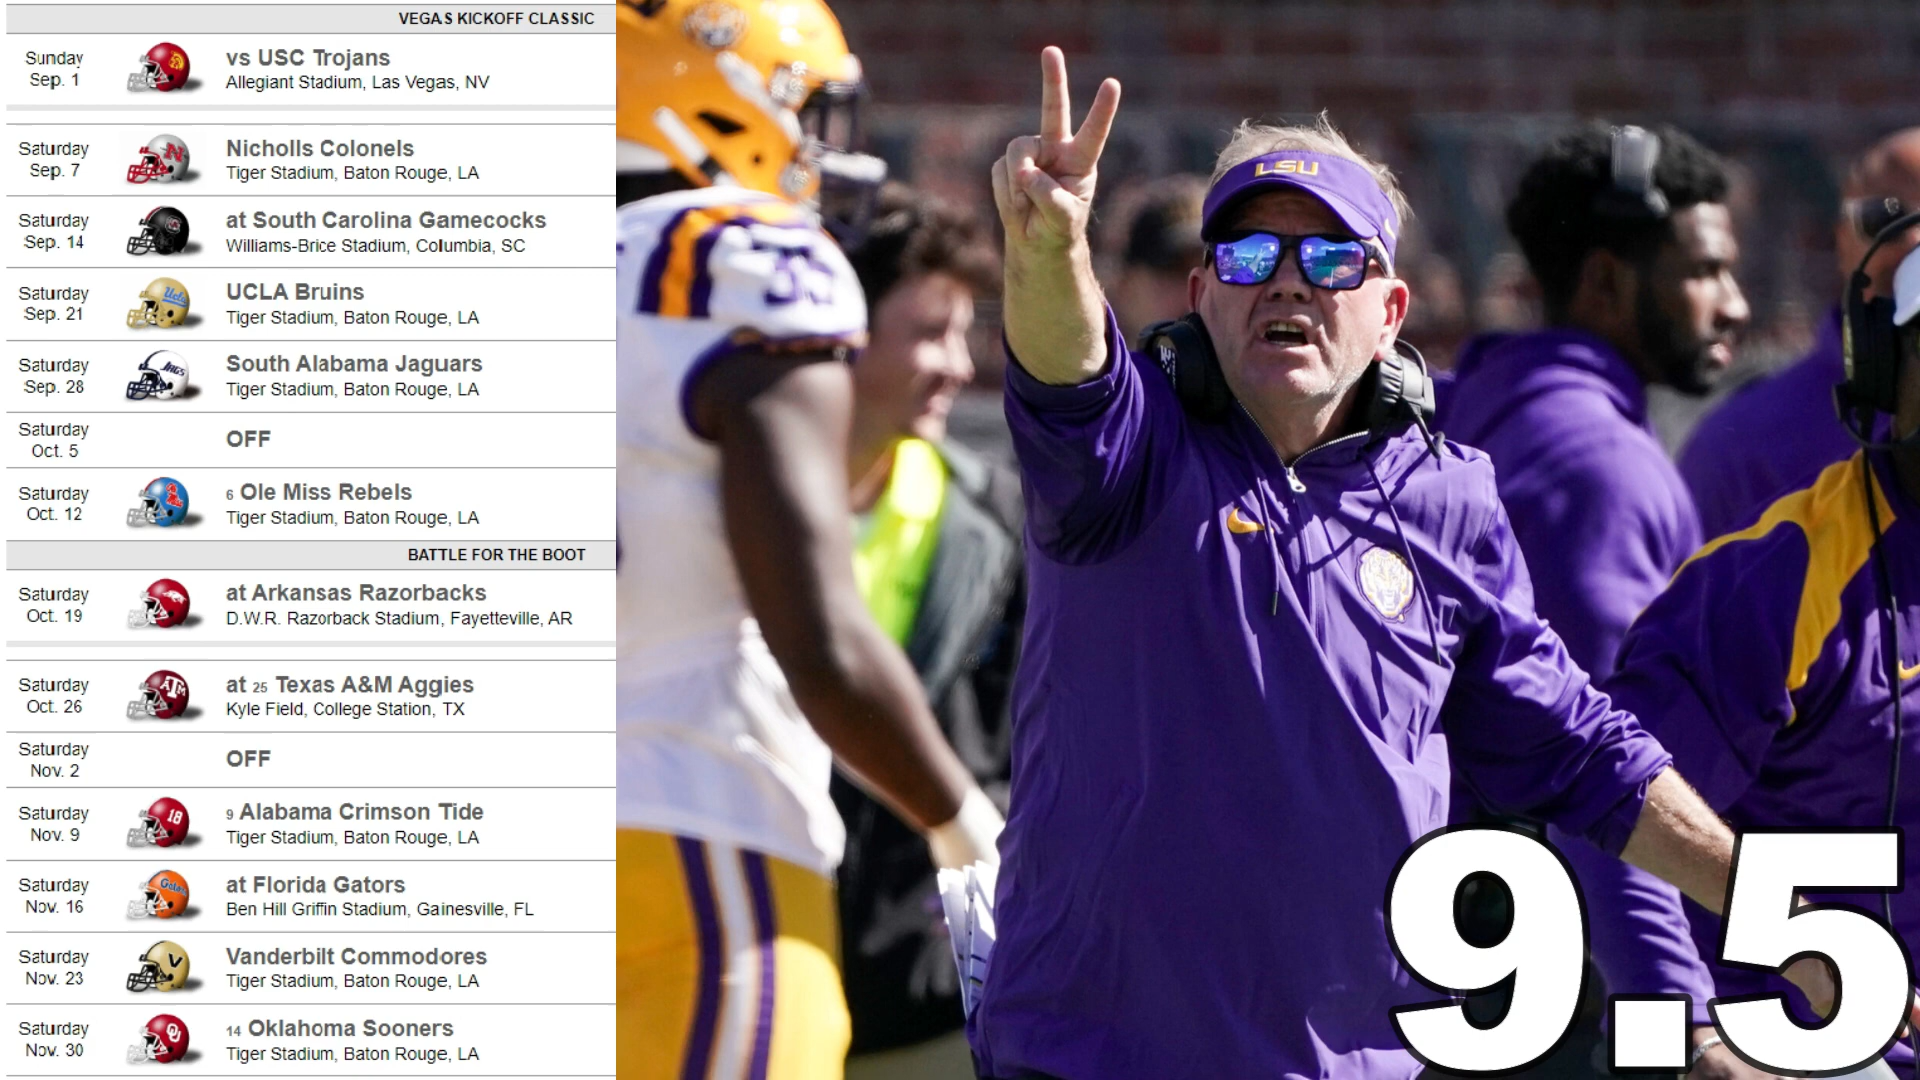 VEGAS KICKOFF CLASSIC
Sunday
Sep. 1
vs USC Trojans
Allegiant Stadium, Las Vegas, NV
Saturday
Sep. 7
N
Nicholls Colonels
Tiger Stadium, Baton Rouge, LA
Saturday
Sep. 14
at South Carolina Gamecocks
Williams-Brice Stadium, Columbia, SC
Saturday
Sep. 21
Ucla
UCLA Bruins
Tiger Stadium, Baton Rouge, LA
Saturday
Sep. 28
JAGS
South Alabama Jaguars
Tiger Stadium, Baton Rouge, LA
Saturday
Oct. 5
OFF
Saturday
Oct. 12
6 Ole Miss Rebels
Tiger Stadium, Baton Rouge, LA
BATTLE FOR THE BOOT
Saturday
Oct. 19
at Arkansas Razorbacks
D.W.R. Razorback Stadium, Fayetteville, AR
Saturday
Oct. 26
ATM
at 25 Texas A&M Aggies
Kyle Field, College Station, TX
Saturday
Nov. 2
OFF
Saturday
Nov. 9
18
9 Alabama Crimson Tide
Tiger Stadium, Baton Rouge, LA
Saturday
Nov. 16
Gators
at Florida Gators
Ben Hill Griffin Stadium, Gainesville, FL
Saturday
Nov. 23
V
Vanderbilt Commodores
Tiger Stadium, Baton Rouge, LA
Saturday
Nov. 30
OU
14 Oklahoma Sooners
Tiger Stadium, Baton Rouge, LA
LSU
9.5